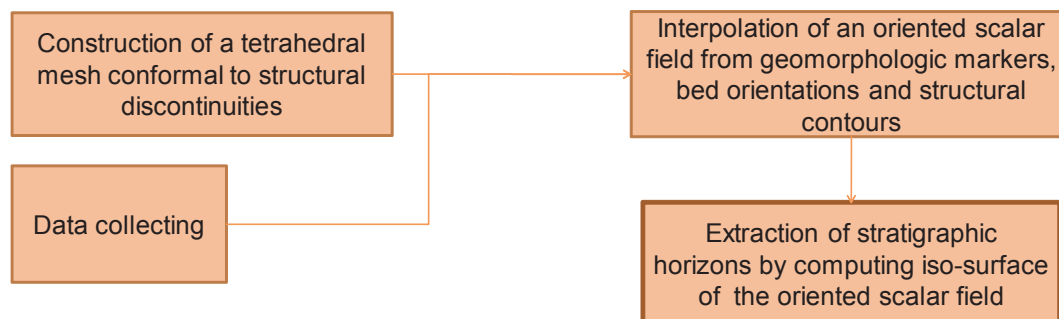 Construction of a tetrahedral
mesh conformal to structural
discontinuities
Data collecting
Interpolation of an oriented scalar
field from geomorphologic markers,
bed orientations and structural
contours
Extraction of stratigraphic
horizons by computing iso-surface
of the oriented scalar field